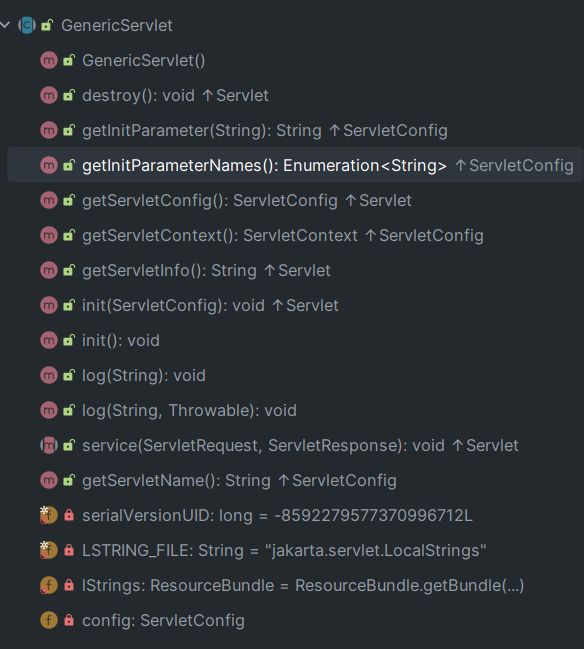 GenericServlet
GenericServlet()
destroy(): void ↑Servlet
getInitParameter(String): String ↑ServletConfig
getInitParameterNames(): Enumeration<String> ↑ServletConfig
getServletConfig(): ServletConfig ↑Servlet
getServletContext(): ServletContext ↑ServletConfig
getServletInfo(): String ↑Servlet
init(ServletConfig): void ↑Servlet
init(): void
log(String): void
log(String, Throwable): void
service(ServletRequest, ServletResponse): void ↑Servlet
getServletName(): String ↑ServletConfig
serialVersionUID: long = -8592279577370996712L
LSTRING_FILE: String = "jakarta.servlet.LocalStrings"
lStrings: ResourceBundle = ResourceBundle.getBundle(...)
config: ServletConfig